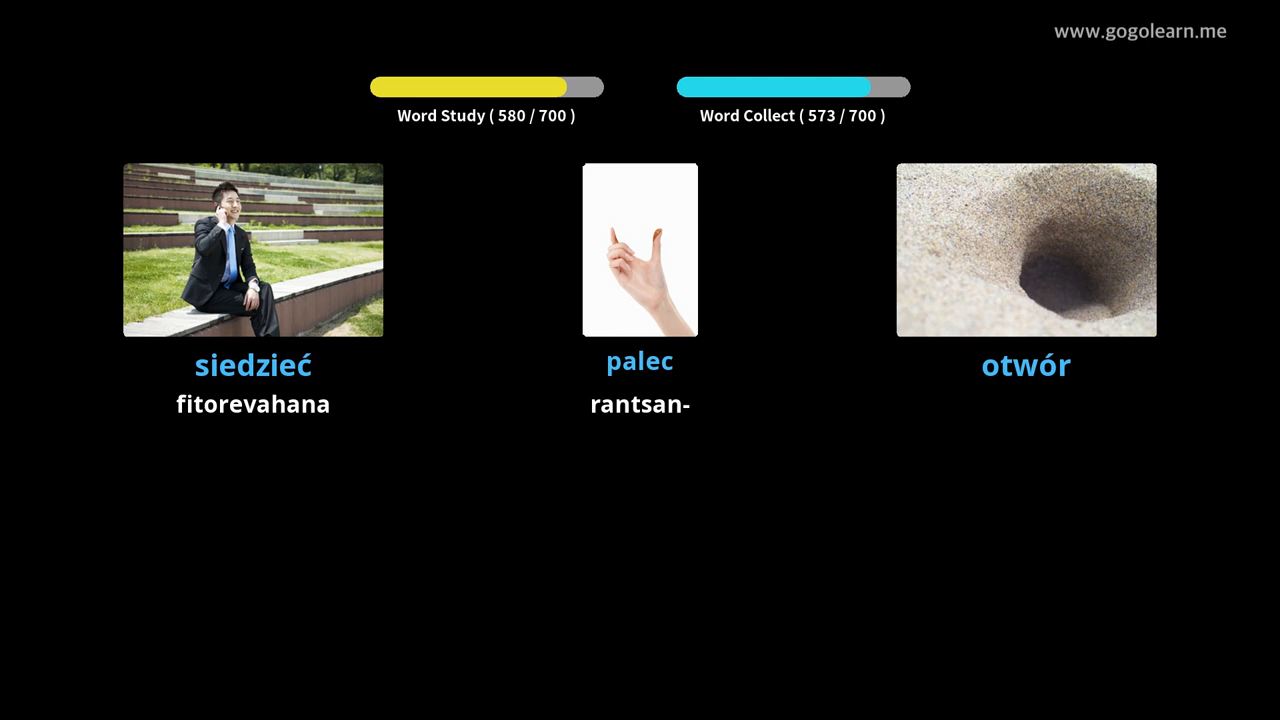 www.gogolearn.me
Word Study ( 580 / 700 )
Word Collect ( 573 / 700 )
siedzieć
palec
otwór
fitorevahana
rantsan-